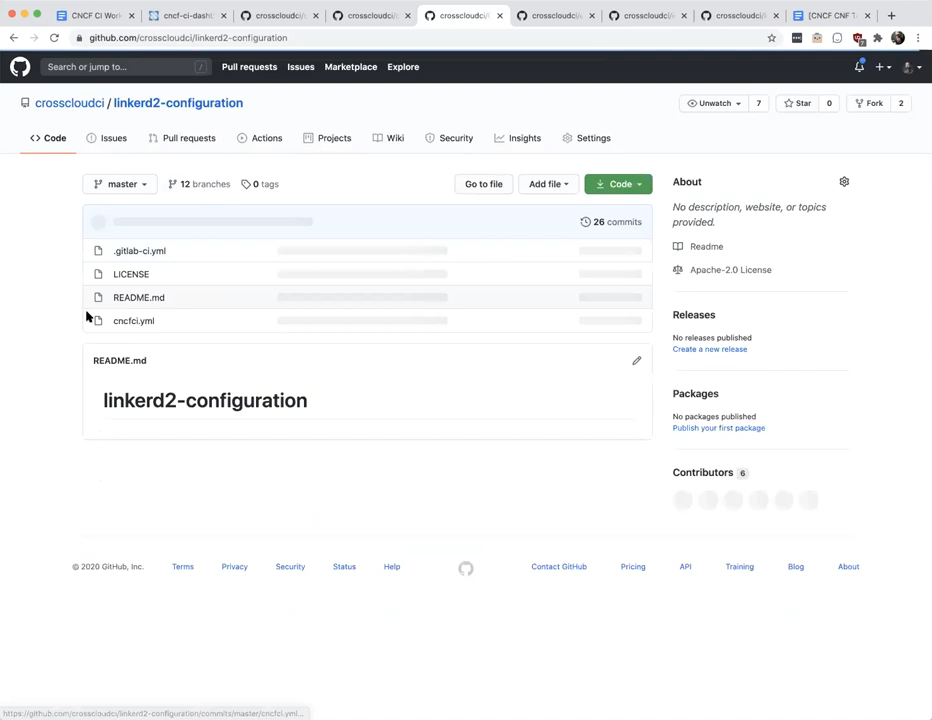 CNCF CI Work
cncf-ci-dashb
crosscloudci/
crosscloudci/
crosscloudci/l
crosscloudci/
crosscloudci/
crosscloudci/
[CNCF CNF T
github.com/crosscloudci/linkerd2-configuration
Search or jump to...
/
Pull requests
Issues
Marketplace
Explore
crosscloudci / linkerd2-configuration
Unwatch
7
Star
0
Fork
2
Code
Issues
Pull requests
Actions
Projects
Wiki
Security
Insights
Settings
master
12 branches
0 tags
Go to file
Add file
Code
26 commits
.gitlab-ci.yml
LICENSE
README.md
cncfci.yml
README.md
linkerd2-configuration
About
No description, website, or topics
provided.
Readme
Apache-2.0 License
Releases
No releases published
Create a new release
Packages
No packages published
Publish your first package
Contributors 6
© 2020 GitHub, Inc.
Terms
Privacy
Security
Status
Help
Contact GitHub
Pricing
API
Training
Blog
About
https://github.com/crosscloudci/linkerd2-configuration/commits/master/cncfci.yml...